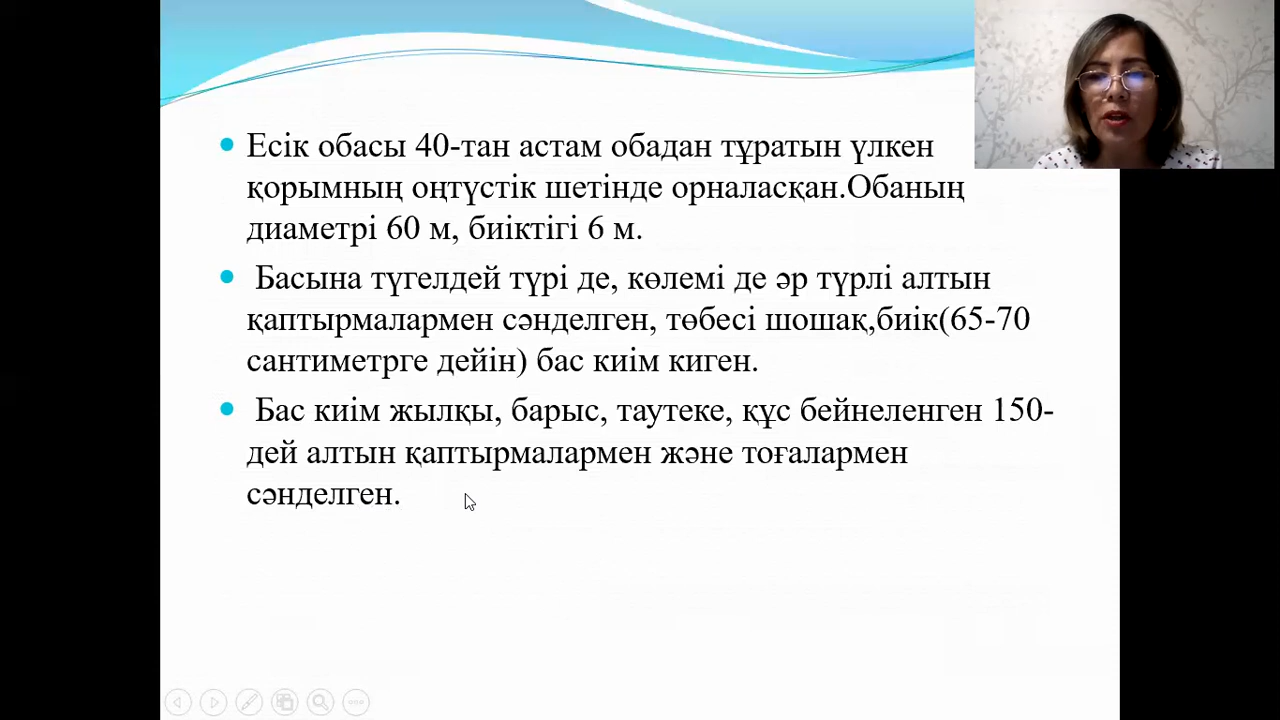 Есік обасы 40-тан астам обадан тұратын үлкен
қорымның оңтүстік шетінде орналасқан.Обаның
диаметрі 60 м, биіктігі 6 м.
Басына түгелдей түрі де, көлемі де әр түрлі алтын
қаптырмалармен сәнделген, төбесі шошақ,биік(65-70
сантиметрге дейін) бас киім киген.
Бас киім жылқы, барыс, таутеке, құс бейнеленген 150-
дей алтын қаптырмалармен және тоғалармен
сәнделген.